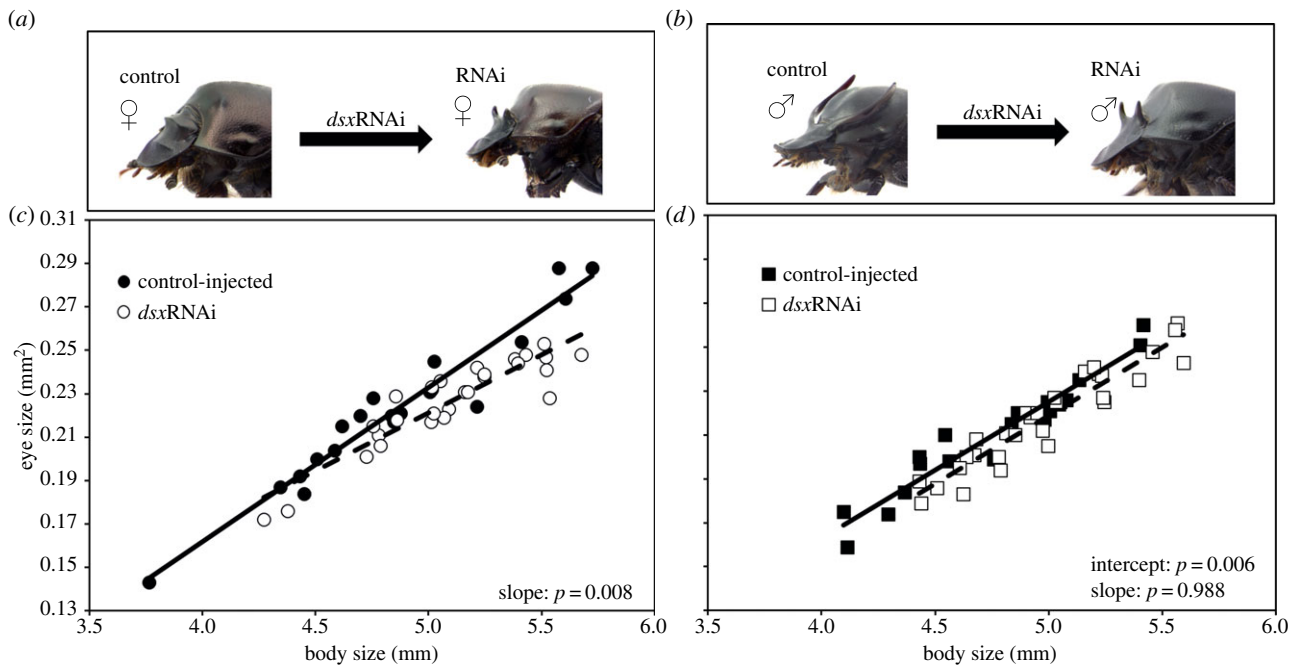 (a)
control
♀
dsxRNAi
RNAi
♀
(b)
control
♂
dsxRNAi
RNAi
♂
(c)
0.31
0.29
0.27
0.25
0.23
0.21
0.19
0.17
0.15
0.13
eye size (mm²)
control-injected
dsxRNAi
slope: p = 0.008
3.5 4.0 4.5 5.0 5.5 6.0
body size (mm)
(d)
control-injected
dsxRNAi
intercept: p = 0.006
slope: p = 0.988
3.5 4.0 4.5 5.0 5.5 6.0
body size (mm)